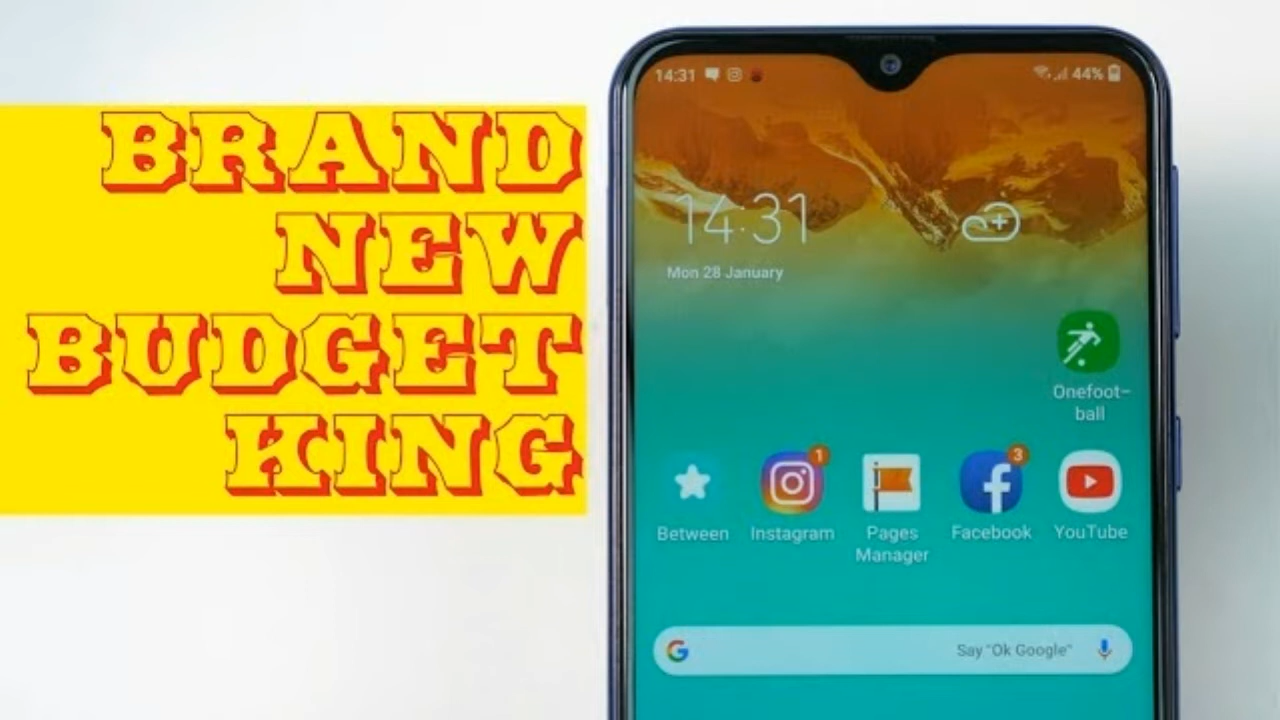 BRAND
NEW
BUDGET
KING
14:31 44%
14:31
Mon 28 January
Onefoot-
ball
1 3
Between Instagram Pages Manager Facebook YouTube
G Say "Ok Google"